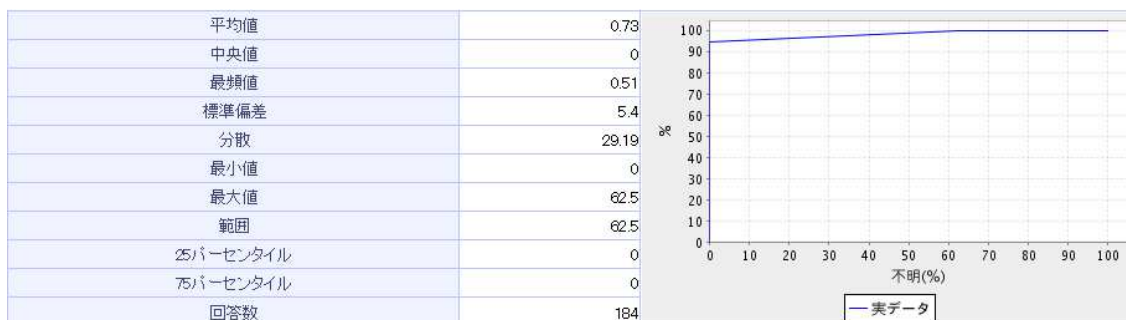 平均値 0.73
中央値 0
最頻値 0.51
標準偏差 5.4
分散 29.19
最小値 0
最大値 62.5
範囲 62.5
25パーセンタイル 0
75パーセンタイル 0
回答数 184
100
90
80
70
60
50
40
30
20
10
0
%
0 10 20 30 40 50 60 70 80 90 100
不明(%)
実データ